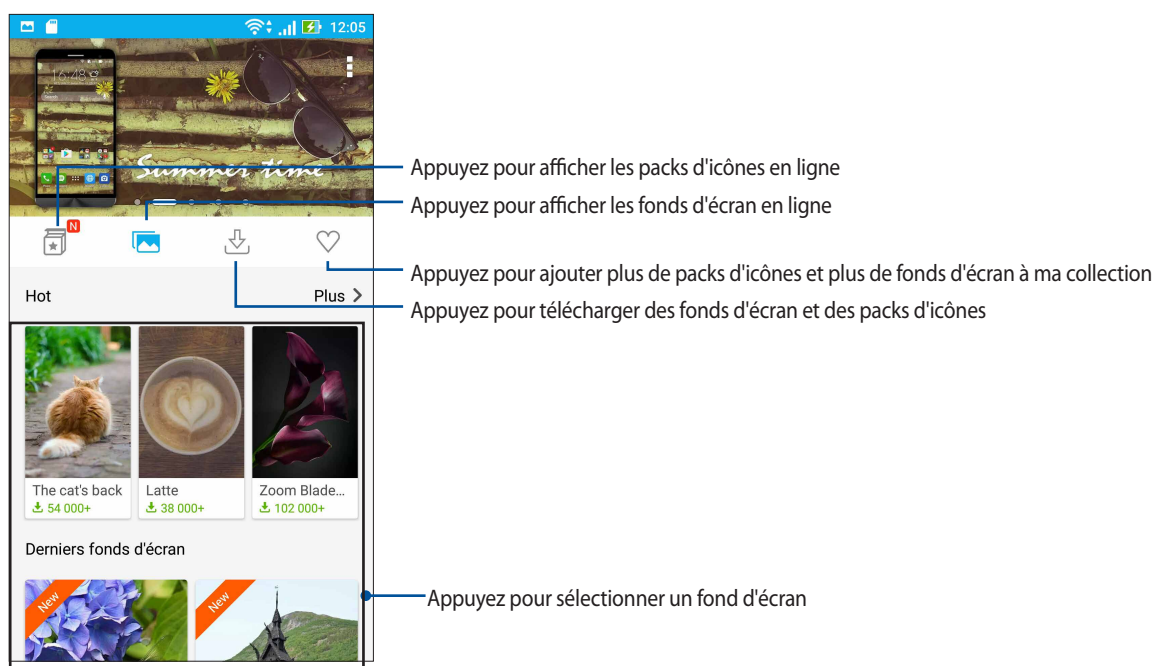 12:05
16:48
Summer time
Appuyez pour afficher les packs d'icônes en ligne
Appuyez pour afficher les fonds d'écran en ligne
N
Appuyez pour ajouter plus de packs d'icônes et plus de fonds d'écran à ma collection
Hot
Plus
Appuyez pour télécharger des fonds d'écran et des packs d'icônes
The cat's back
Latte
Zoom Blade...
54 000+
38 000+
102 000+
Derniers fonds d'écran
New
New
Appuyez pour sélectionner un fond d'écran